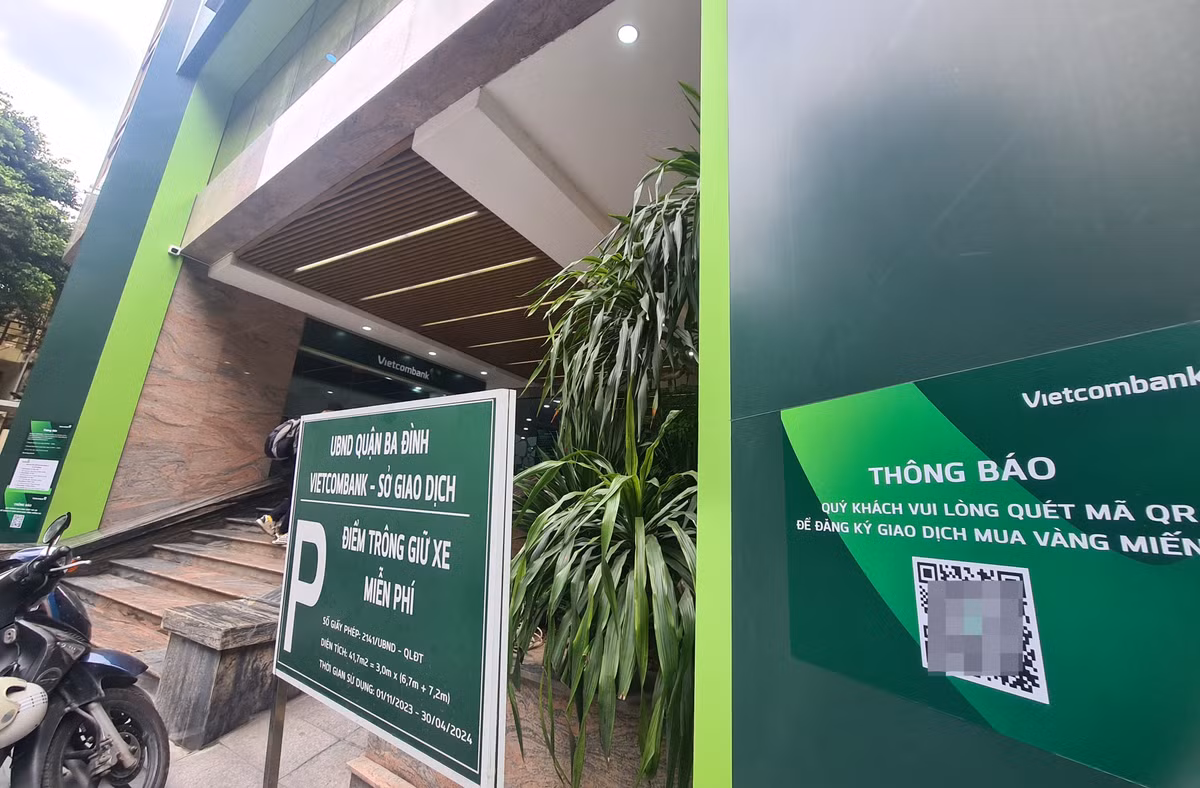 Vietcombank
UBND QUẬN BA ĐÌNH
VIETCOMBANK - SỞ GIAO DỊCH
P
ĐIỂM TRÔNG GIỮ XE
MIỄN PHÍ
SỐ GIẤY PHÉP: 2141/UBND - QLĐT
DIỆN TÍCH: 41,7m2 = 3,0m x (6,7m + 7,2m)
THỜI GIAN SỬ DỤNG: 01/11/2023 - 30/04/2024
Vietcombank
THÔNG BÁO
QUÝ KHÁCH VUI LÒNG QUÉT MÃ QR
ĐỂ ĐĂNG KÝ GIAO DỊCH MUA VÀNG MIẾN